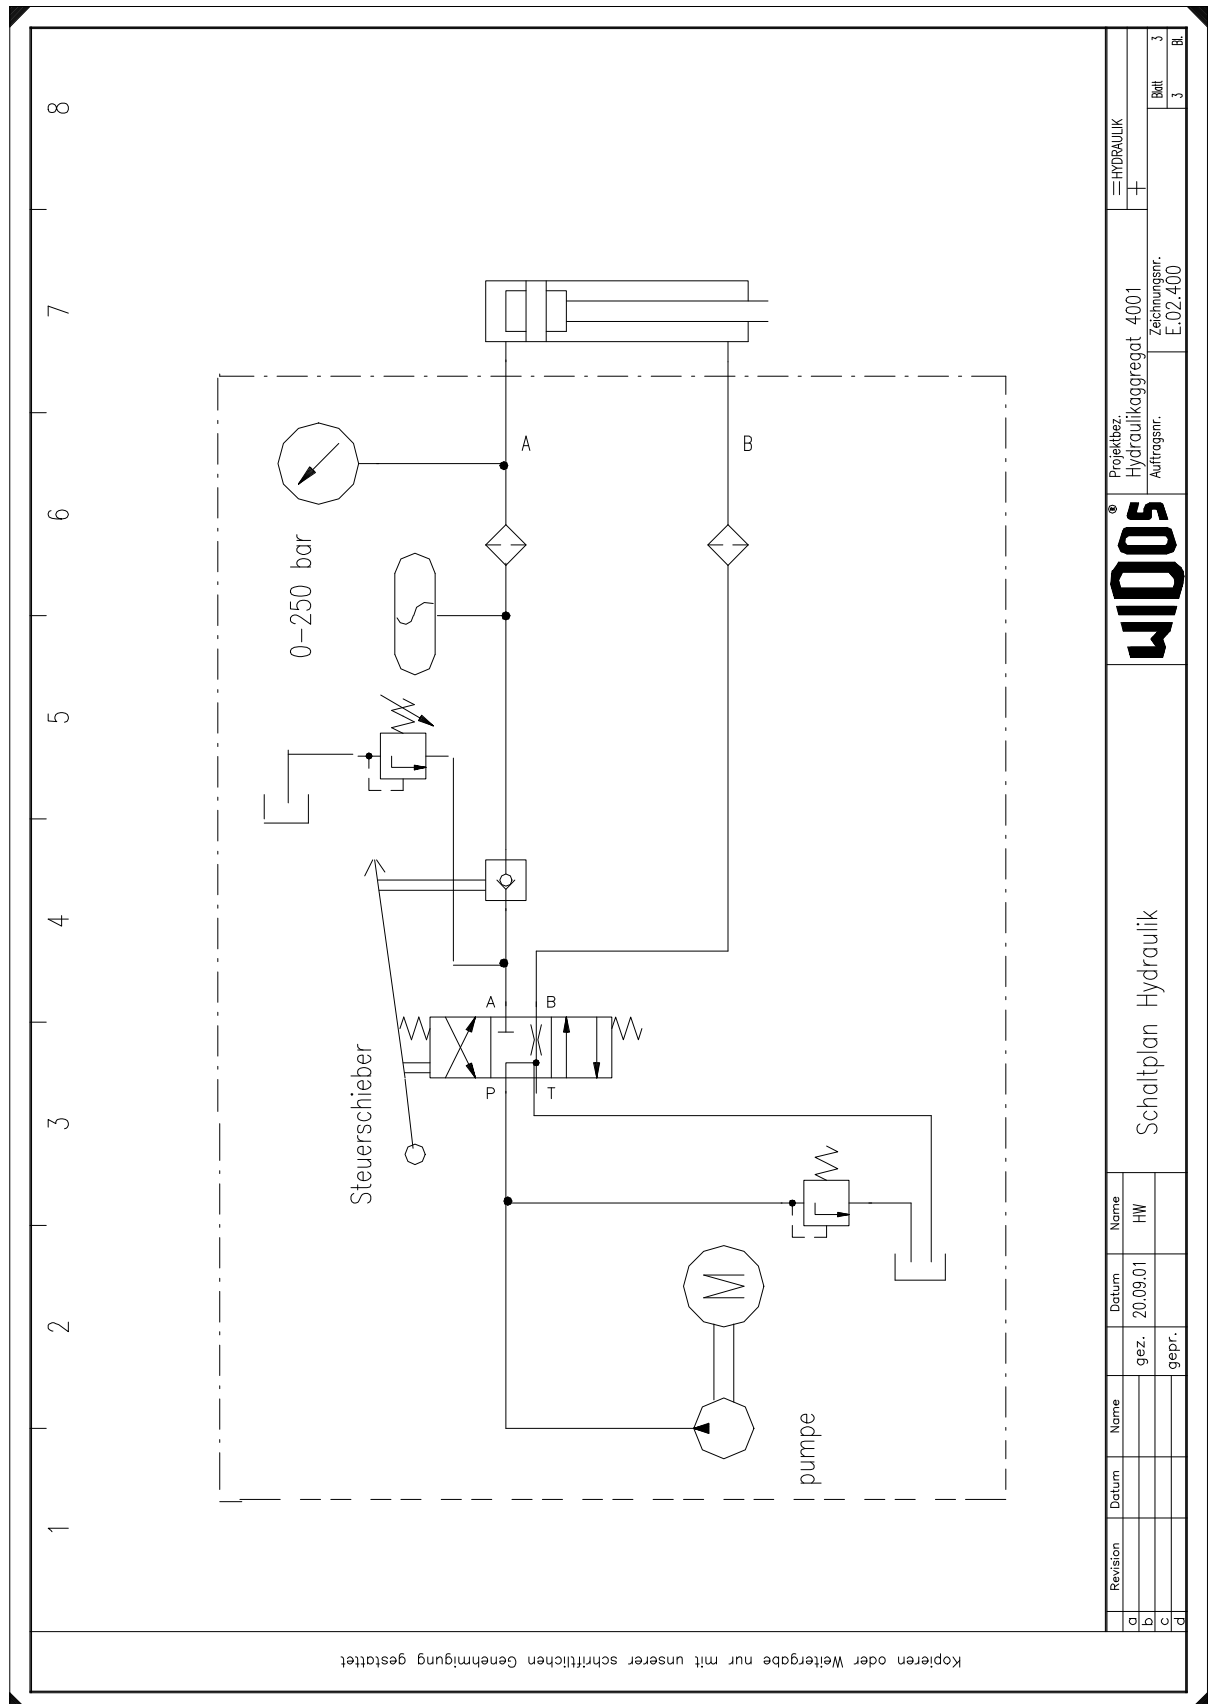 1 2 3 4 5 6 7 8
0-250 bar
Steuerschieber
A
B
A
B
P
T
M
pumpe
Kopieren oder Weitergabe nur mit unserer schriftlichen Genehmigung gestattet
Revision Datum Name Datum Name
a
b gez. 20.09.01 HW
c
d gepr.
Schaltplan Hydraulik
WIDOS®
Projektbez.
Hydraulikaggregat 4001
Auftragsnr.
Zeichnungsnr.
E.02.400
=HYDRAULIK
+
Blatt 3
3 Bl.